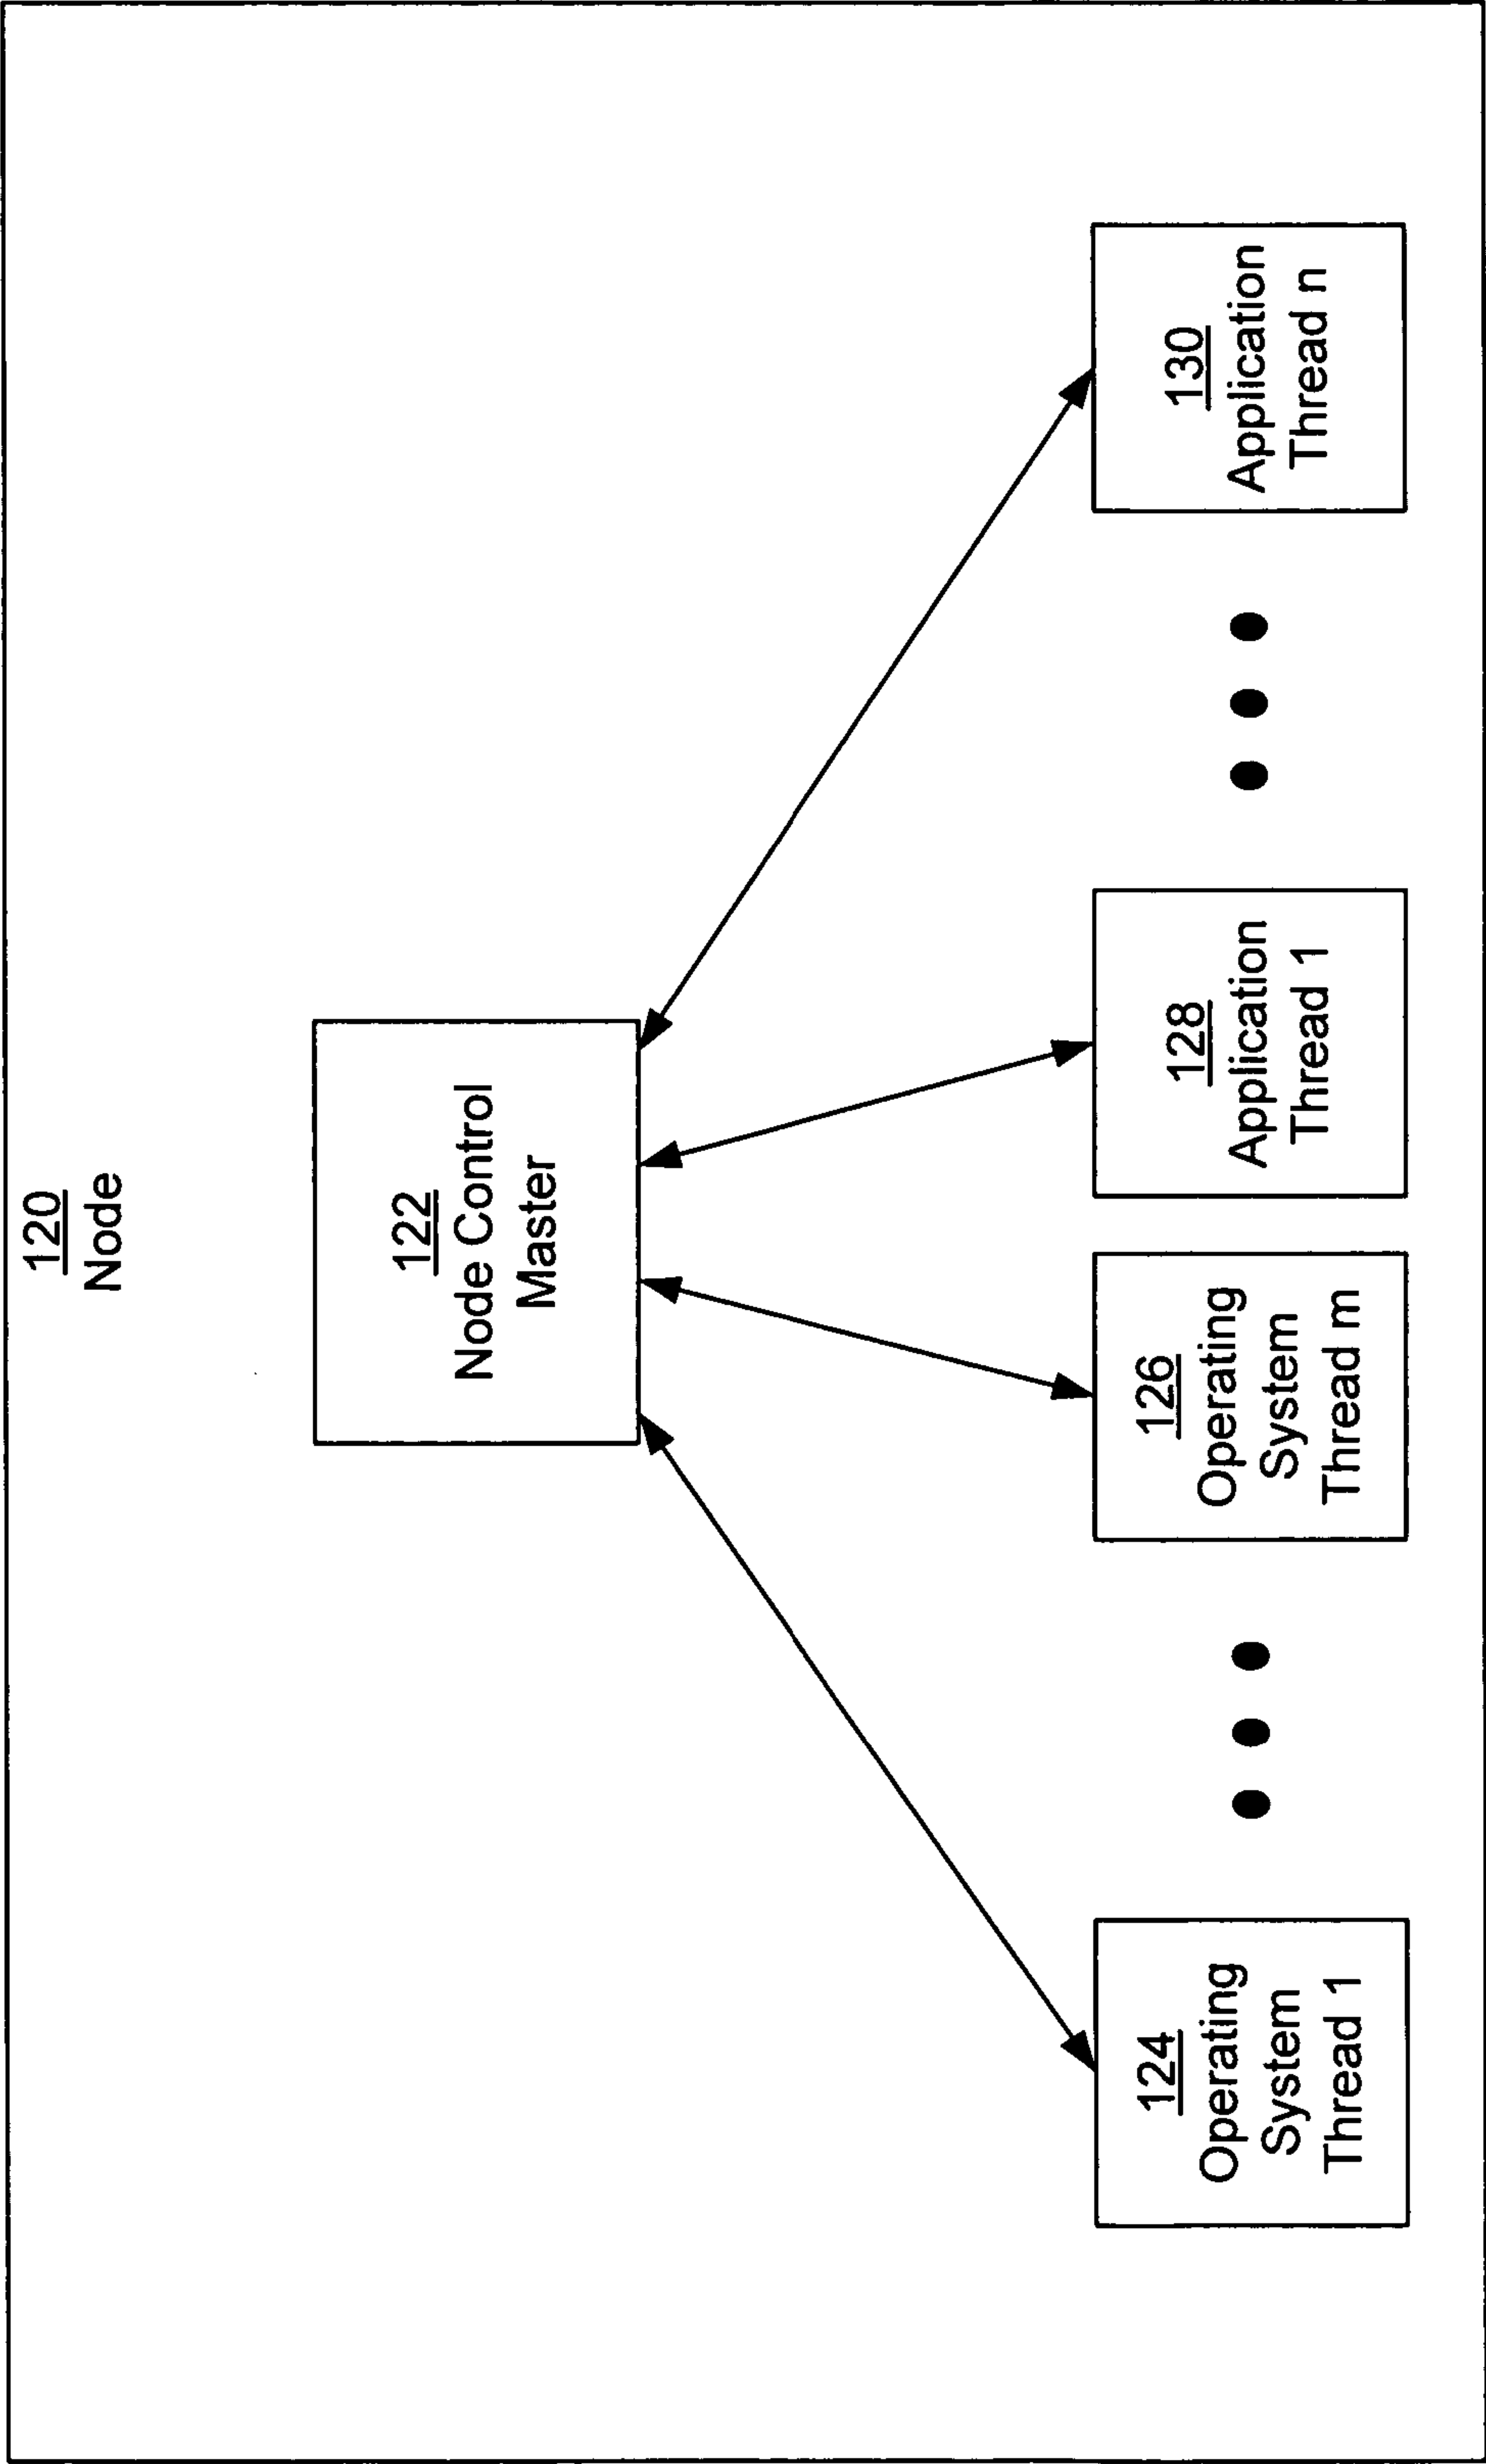 120
Node
122
Node Control
Master
124
Operating
System
Thread 1
126
Operating
System
Thread m
128
Application
Thread 1
130
Application
Thread n